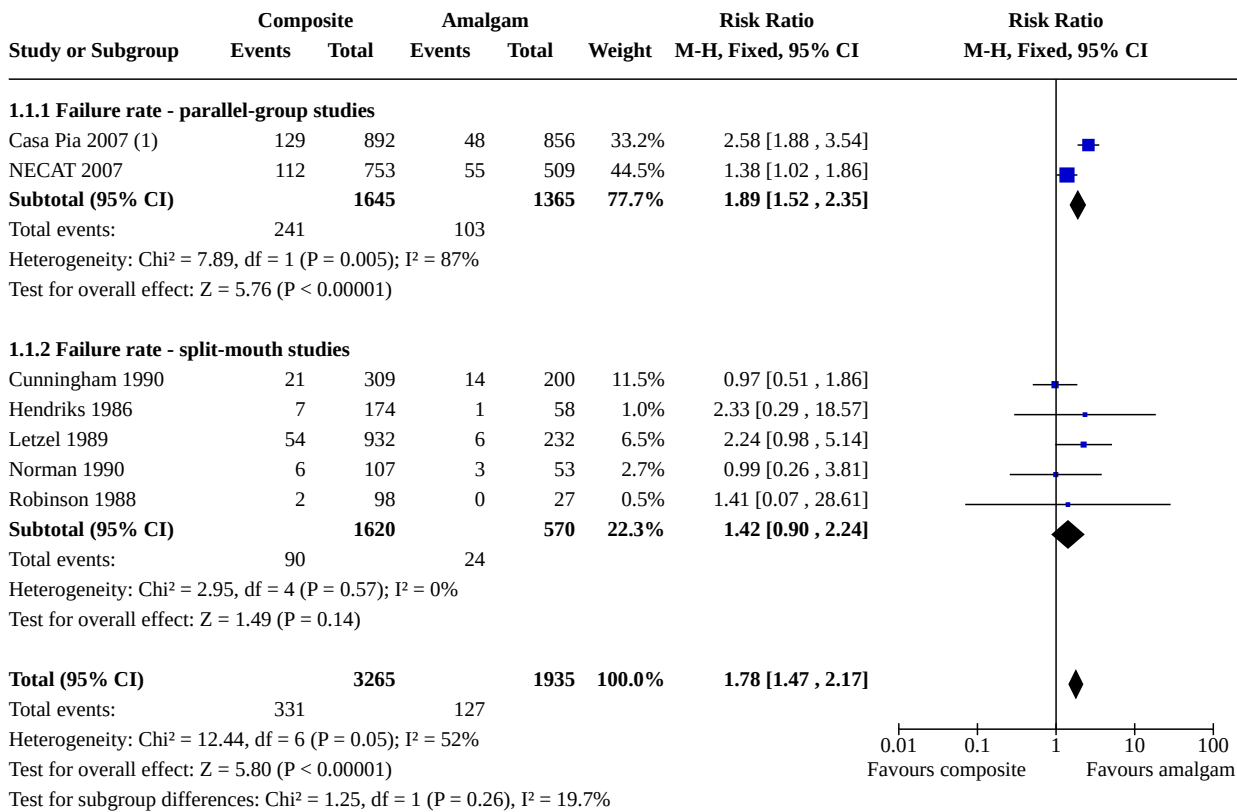 Composite Amalgam Risk Ratio Risk Ratio
Study or Subgroup Events Total Events Total Weight M-H, Fixed, 95% CI M-H, Fixed, 95% CI
1.1.1 Failure rate - parallel-group studies
Casa Pia 2007 (1) 129 892 48 856 33.2% 2.58 [1.88 , 3.54]
NECAT 2007 112 753 55 509 44.5% 1.38 [1.02 , 1.86]
Subtotal (95% CI) 1645 1365 77.7% 1.89 [1.52 , 2.35]
Total events: 241 103
Heterogeneity: Chi² = 7.89, df = 1 (P = 0.005); I² = 87%
Test for overall effect: Z = 5.76 (P < 0.00001)
1.1.2 Failure rate - split-mouth studies
Cunningham 1990 21 309 14 200 11.5% 0.97 [0.51 , 1.86]
Hendriks 1986 7 174 1 58 1.0% 2.33 [0.29 , 18.57]
Letzel 1989 54 932 6 232 6.5% 2.24 [0.98 , 5.14]
Norman 1990 6 107 3 53 2.7% 0.99 [0.26 , 3.81]
Robinson 1988 2 98 0 27 0.5% 1.41 [0.07 , 28.61]
Subtotal (95% CI) 1620 570 22.3% 1.42 [0.90 , 2.24]
Total events: 90 24
Heterogeneity: Chi² = 2.95, df = 4 (P = 0.57); I² = 0%
Test for overall effect: Z = 1.49 (P = 0.14)
Total (95% CI) 3265 1935 100.0% 1.78 [1.47 , 2.17]
Total events: 331 127
Heterogeneity: Chi² = 12.44, df = 6 (P = 0.05); I² = 52%
Test for overall effect: Z = 5.80 (P < 0.00001)
Test for subgroup differences: Chi² = 1.25, df = 1 (P = 0.26), I² = 19.7%
0.01 0.1 1 10 100
Favours composite Favours amalgam